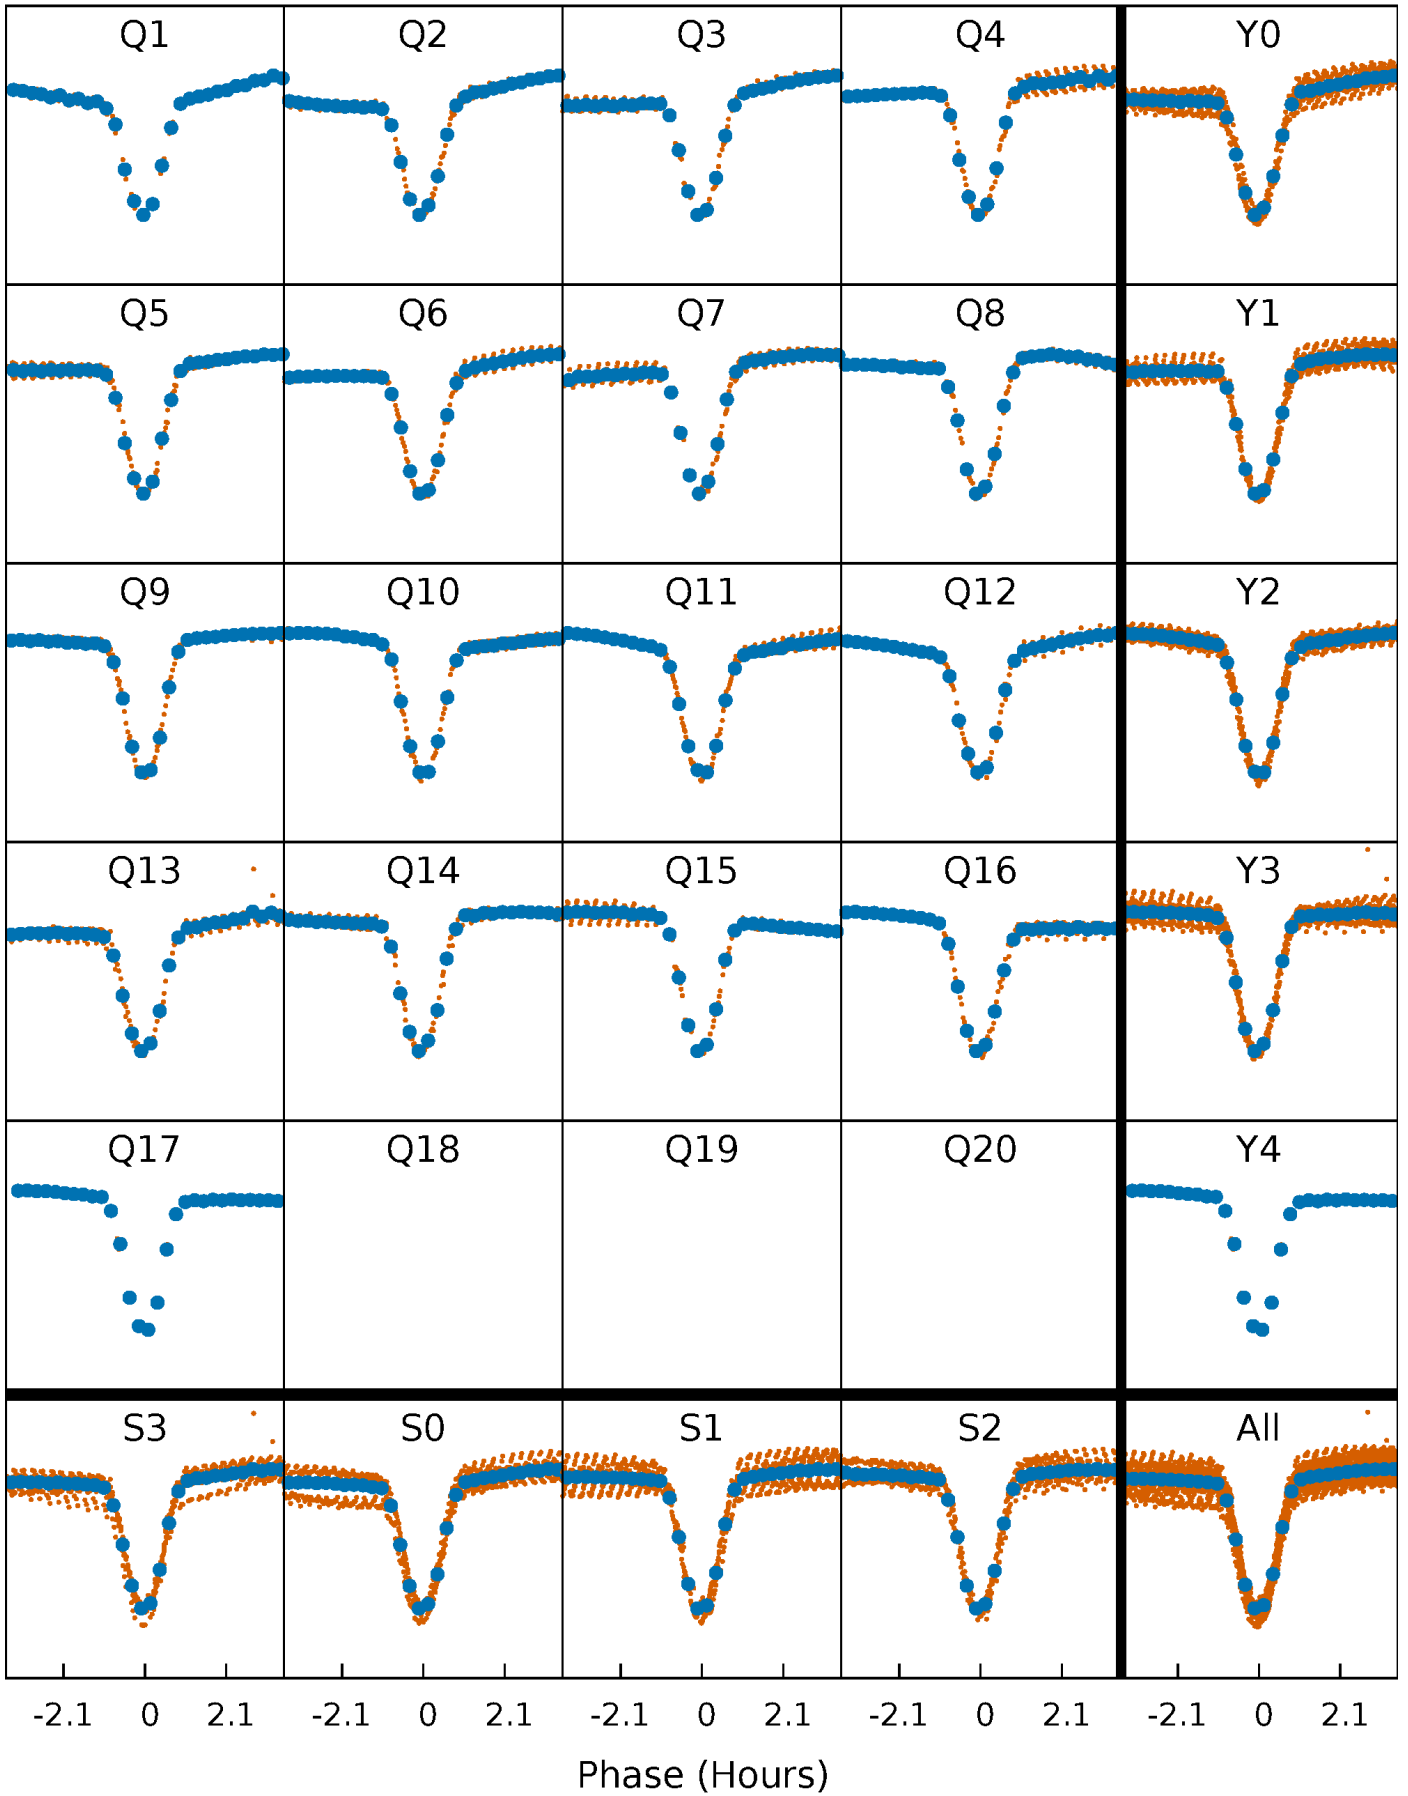 Q1 Q2 Q3 Q4 Y0
Q5 Q6 Q7 Q8 Y1
Q9 Q10 Q11 Q12 Y2
Q13 Q14 Q15 Q16 Y3
Q17 Q18 Q19 Q20 Y4
S3 S0 S1 S2 All
-2.1 0 2.1 -2.1 0 2.1 -2.1 0 2.1 -2.1 0 2.1 -2.1 0 2.1
Phase (Hours)